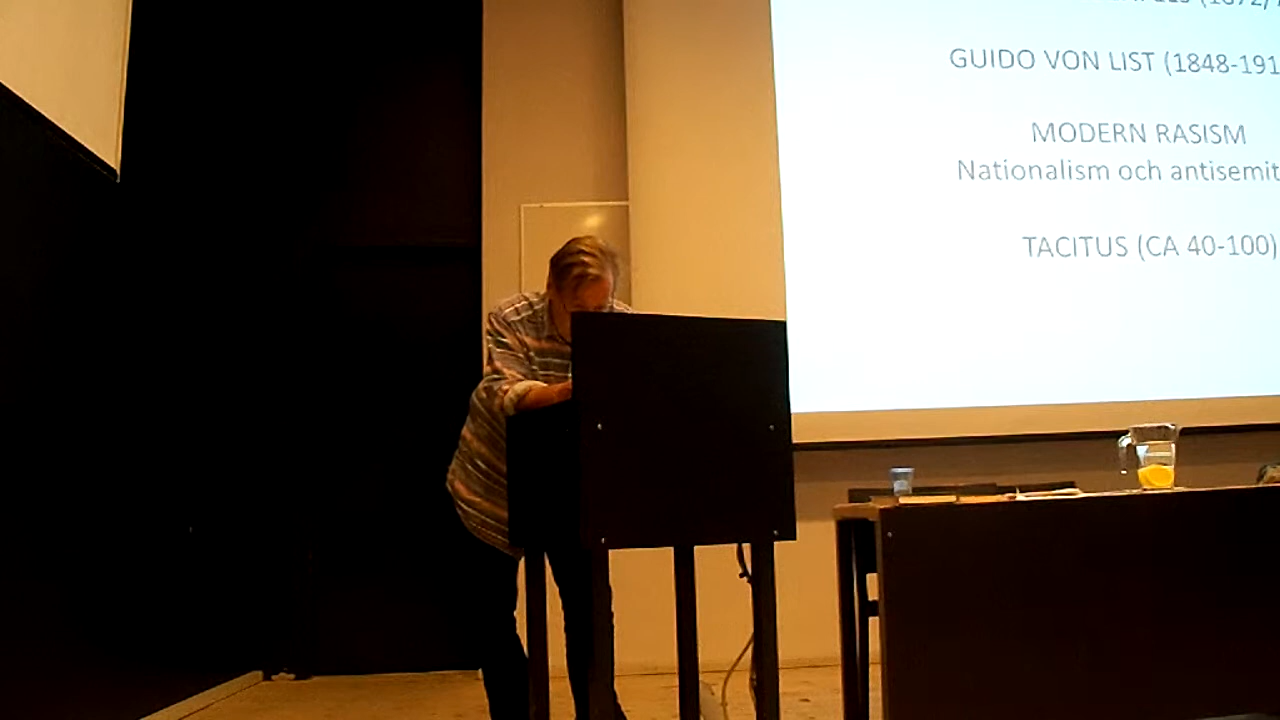 GUIDO VON LIST (1848-191
MODERN RASISM
Nationalism och antisemit
TACITUS (CA 40-100)